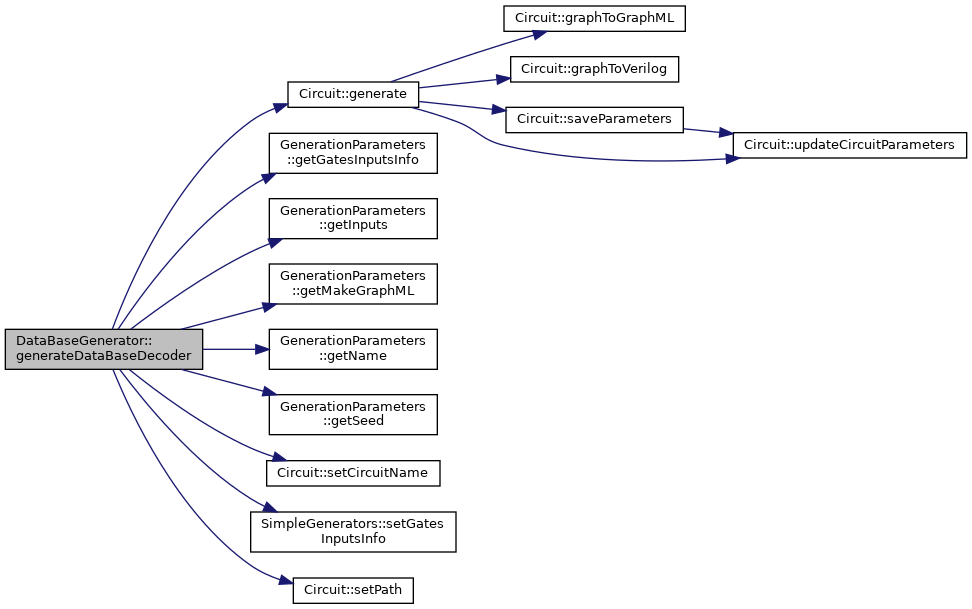 DataBaseGenerator::
generateDataBaseDecoder
Circuit::generate
Circuit::graphToGraphML
Circuit::graphToVerilog
Circuit::saveParameters
Circuit::updateCircuitParameters
GenerationParameters
::getGatesInputsInfo
GenerationParameters
::getInputs
GenerationParameters
::getMakeGraphML
GenerationParameters
::getName
GenerationParameters
::getSeed
Circuit::setCircuitName
SimpleGenerators::setGates
InputsInfo
Circuit::setPath